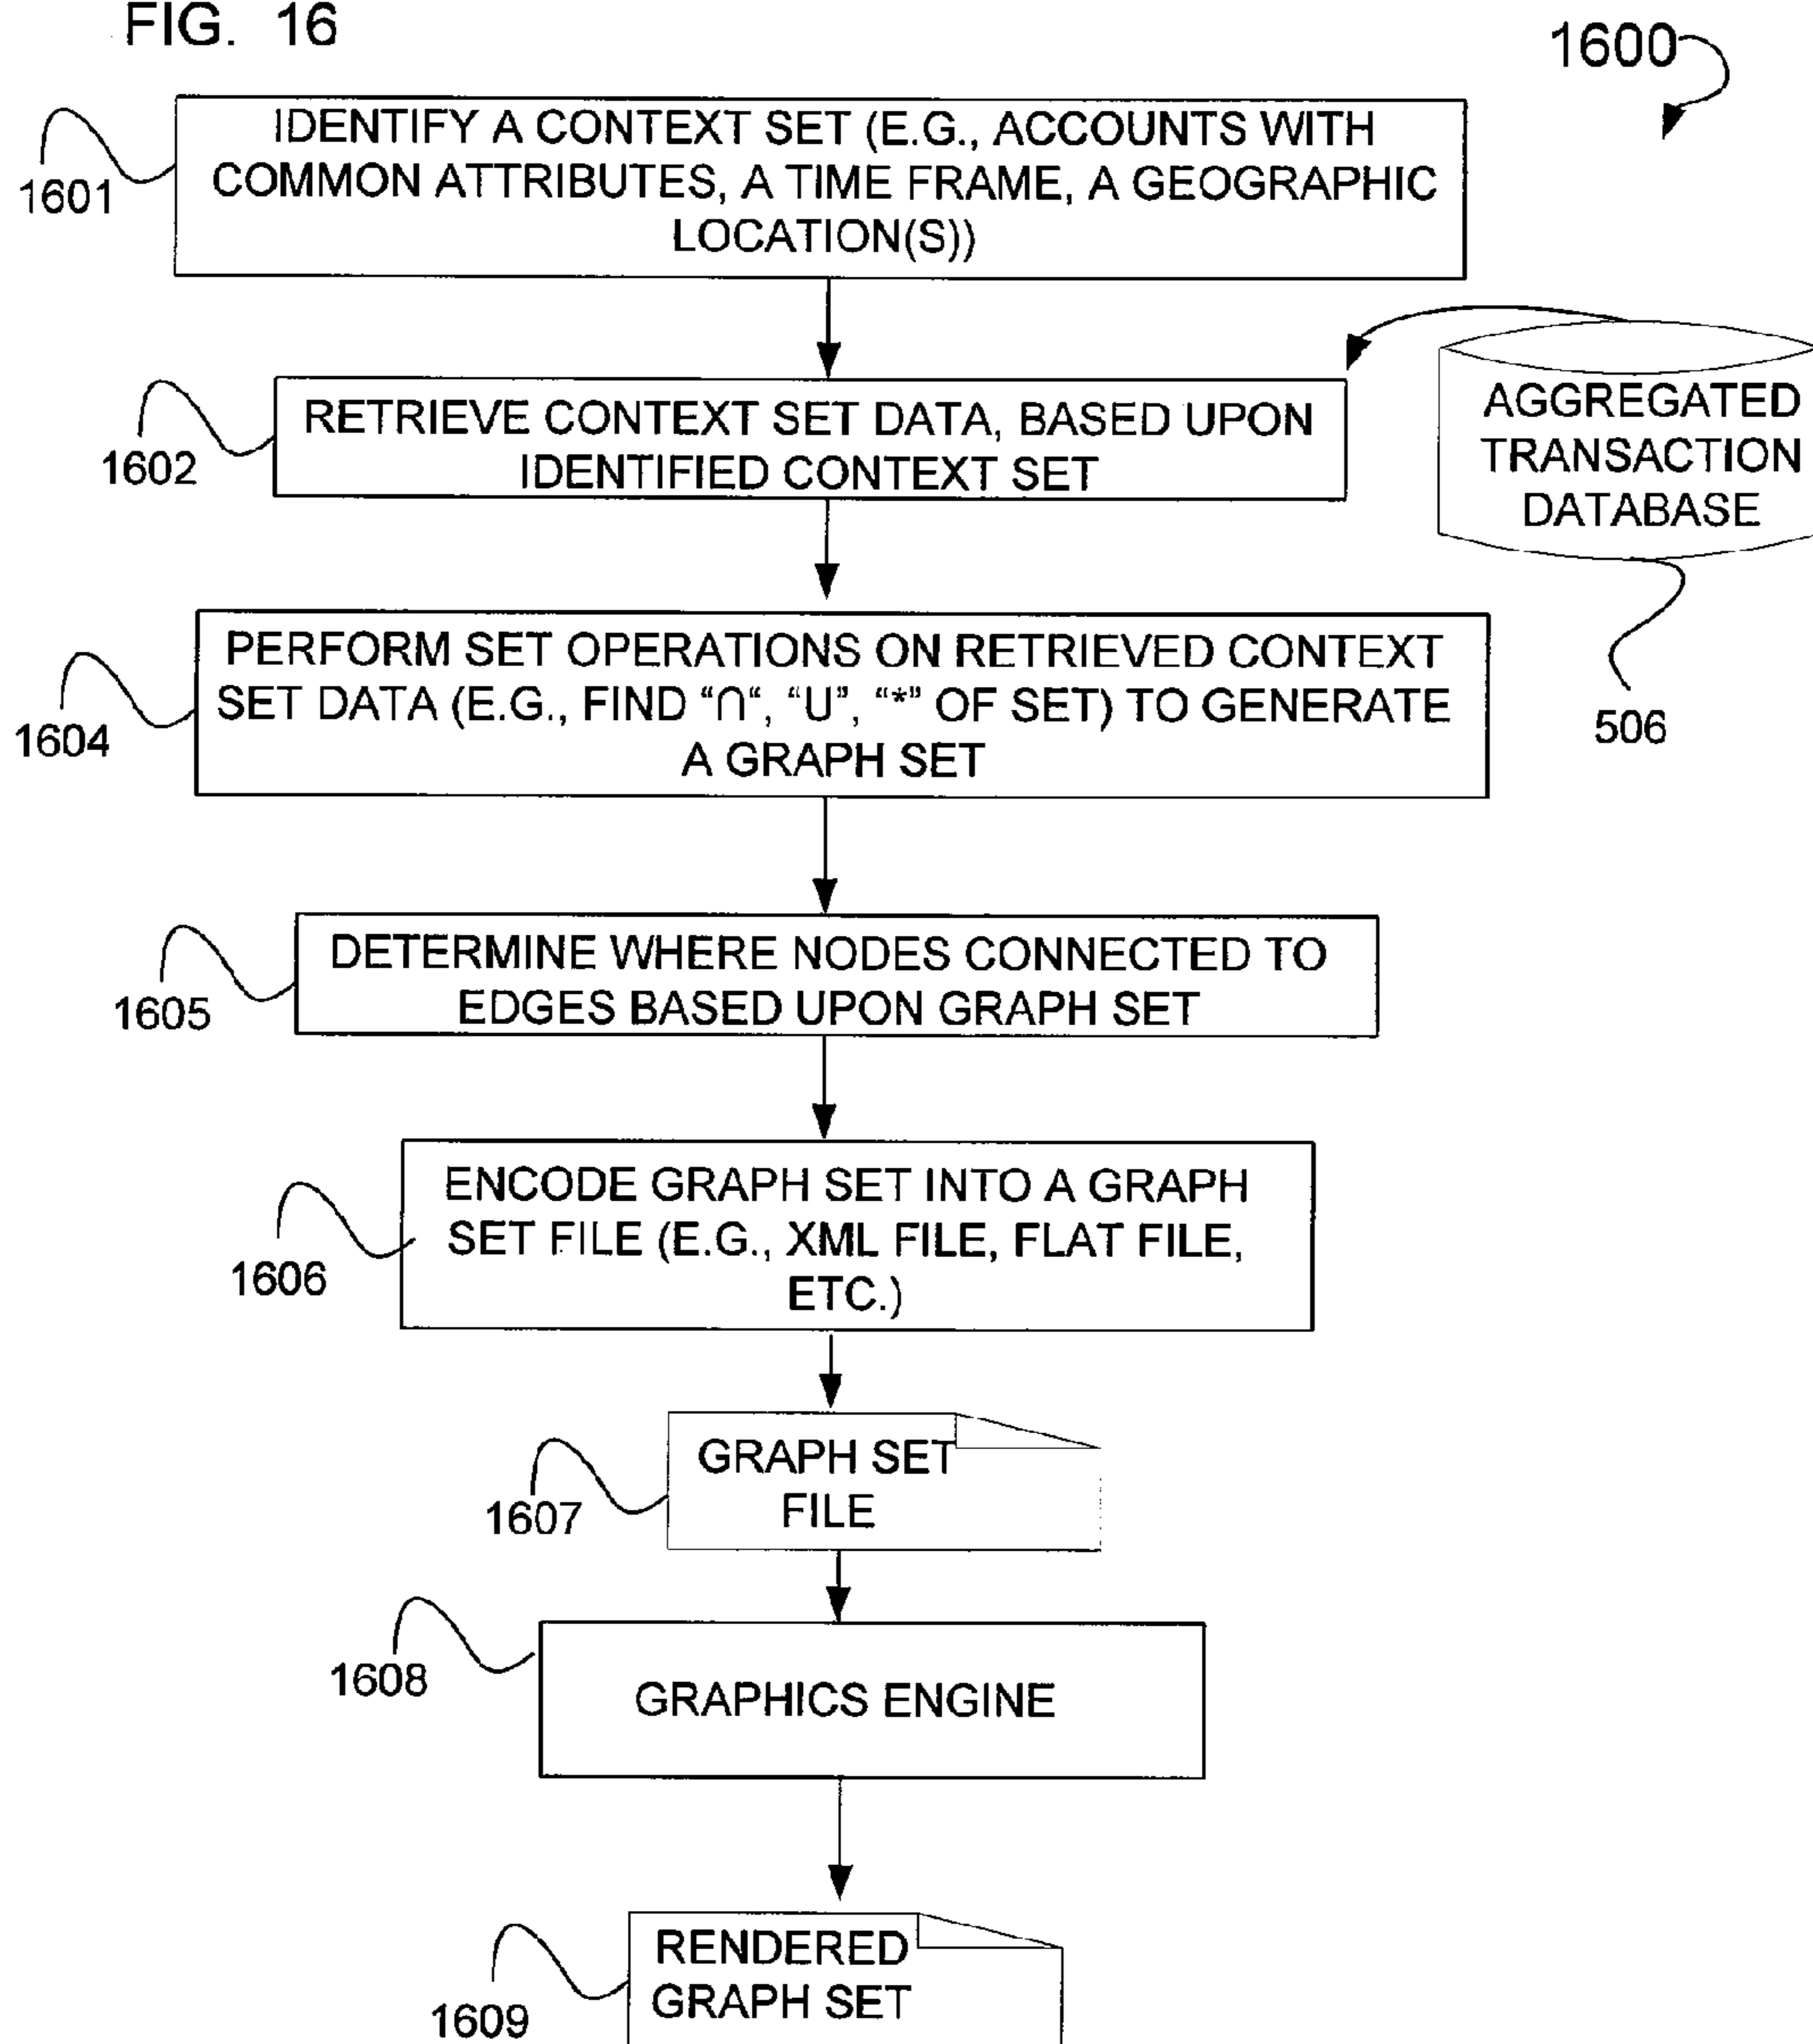 FIG. 16
1600
IDENTIFY A CONTEXT SET (E.G., ACCOUNTS WITH
COMMON ATTRIBUTES, A TIME FRAME, A GEOGRAPHIC
LOCATION(S))
1601
RETRIEVE CONTEXT SET DATA, BASED UPON
IDENTIFIED CONTEXT SET
1602
AGGREGATED
TRANSACTION
DATABASE
506
PERFORM SET OPERATIONS ON RETRIEVED CONTEXT
SET DATA (E.G., FIND “∩“, “U”, “*” OF SET) TO GENERATE
A GRAPH SET
1604
DETERMINE WHERE NODES CONNECTED TO
EDGES BASED UPON GRAPH SET
1605
ENCODE GRAPH SET INTO A GRAPH
SET FILE (E.G., XML FILE, FLAT FILE,
ETC.)
1606
GRAPH SET
FILE
1607
GRAPHICS ENGINE
1608
RENDERED
GRAPH SET
1609